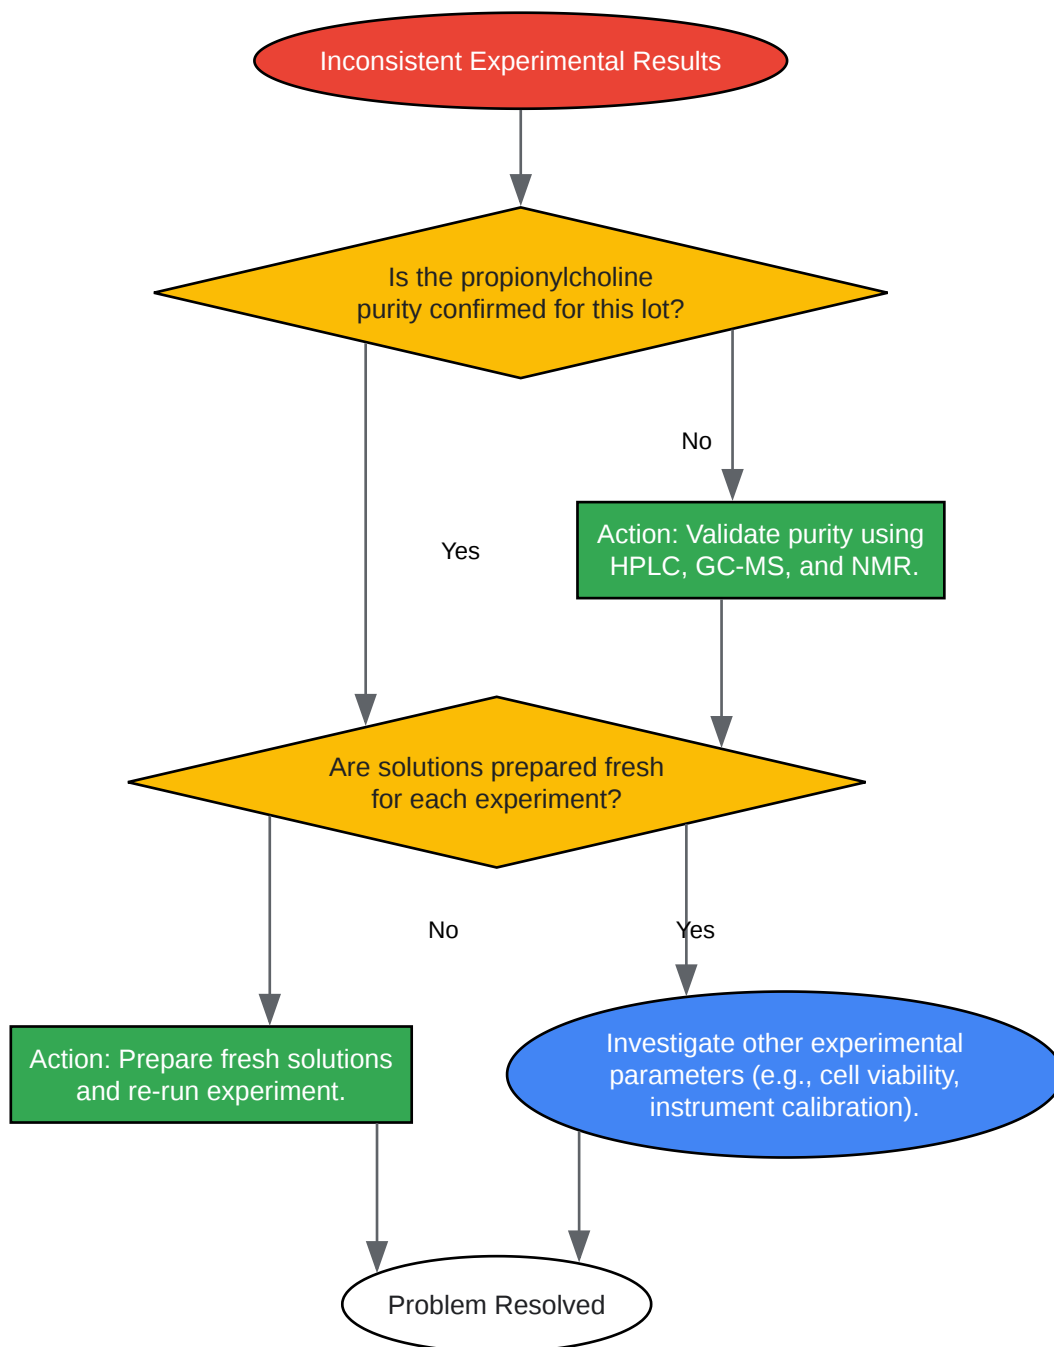 Inconsistent Experimental Results
Is the propionylcholine
purity confirmed for this lot?
No
Action: Validate purity using
HPLC, GC-MS, and NMR.
Yes
Are solutions prepared fresh
for each experiment?
No
Yes
Action: Prepare fresh solutions
and re-run experiment.
Investigate other experimental
parameters (e.g., cell viability,
instrument calibration).
Problem Resolved